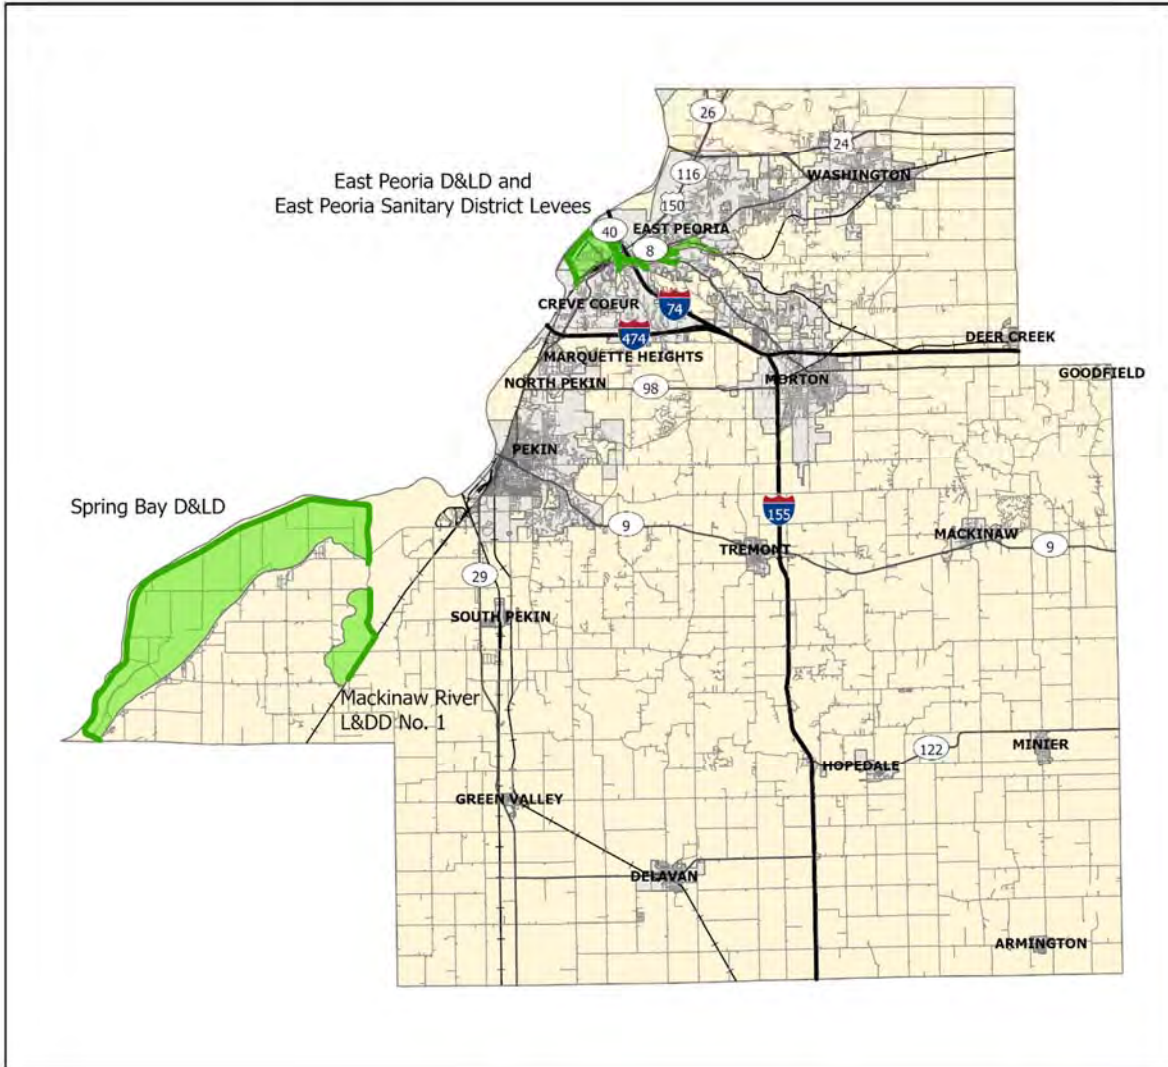 26
24
WASHINGTON
116
East Peoria D&LD and
East Peoria Sanitary District Levees
150
40
EAST PEORIA
8
CREVE COEUR
74
474
DEER CREEK
MARQUETTE HEIGHTS
GOODFIELD
NORTH PEKIN
98
MORTON
PEKIN
Spring Bay D&LD
155
9
MACKINAW
TREMONT
9
29
SOUTH PEKIN
Mackinaw River
L&DD No. 1
122
MINIER
HOPEDALE
GREEN VALLEY
DELAVAN
ARMINGTON